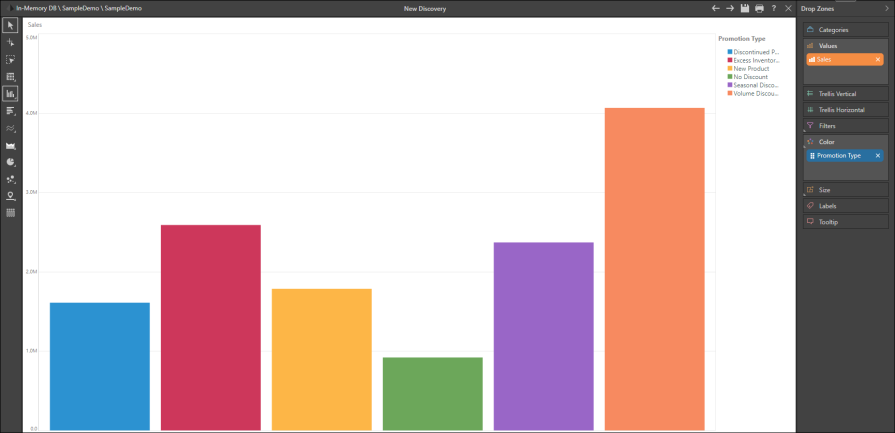 In-Memory DB \ SampleDemo \ SampleDemo
New Discovery
?
Drop Zones
Sales
5.0M
4.0M
3.0M
2.0M
1.0M
0.0
Promotion Type
Discontinued P...
Excess Inventor...
New Product
No Discount
Seasonal Disco...
Volume Discou...
Categories
Values
Sales
Trellis Vertical
Trellis Horizontal
Filters
Color
Promotion Type
Size
Labels
Tooltip